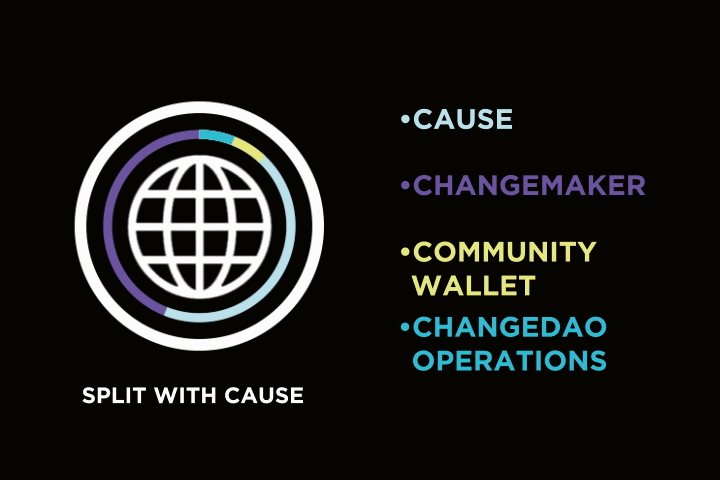 •CAUSE
•CHANGEMAKER
•COMMUNITY
WALLET
•CHANGEDAO
OPERATIONS
SPLIT WITH CAUSE